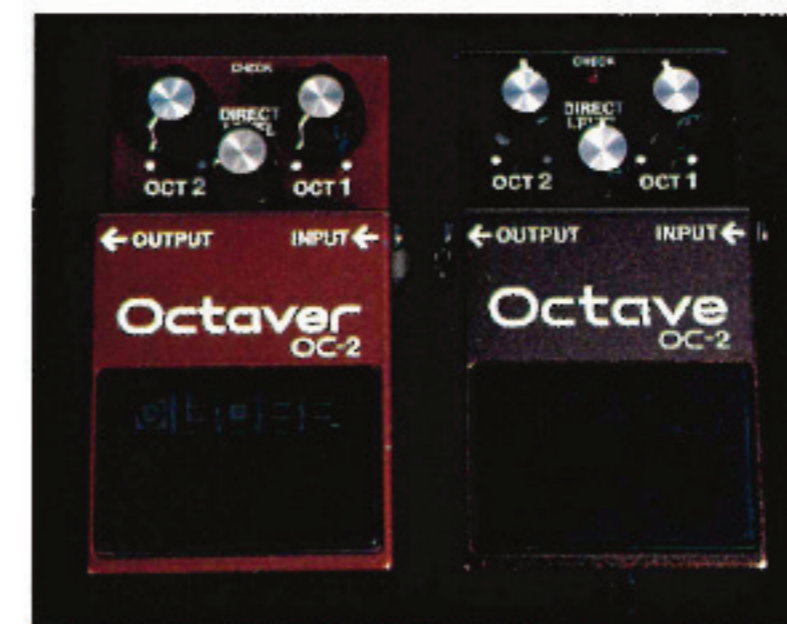 CHECK
DIRECT
LEVEL
OCT 2
OCT 1
←OUTPUT
INPUT←
Octaver
OC-2
CHECK
DIRECT
LEVEL
OCT 2
OCT 1
←OUTPUT
INPUT←
Octave
OC-2